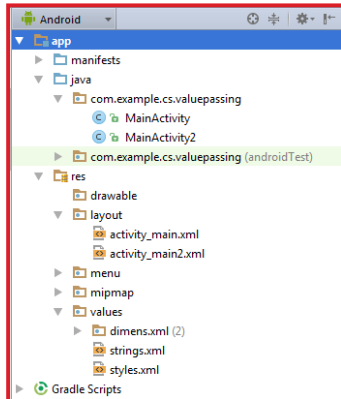 Android
app
manifests
java
com.example.cs.valuepassing
MainActivity
MainActivity2
com.example.cs.valuepassing (androidTest)
res
drawable
layout
activity_main.xml
activity_main2.xml
menu
mipmap
values
dimens.xml (2)
strings.xml
styles.xml
Gradle Scripts